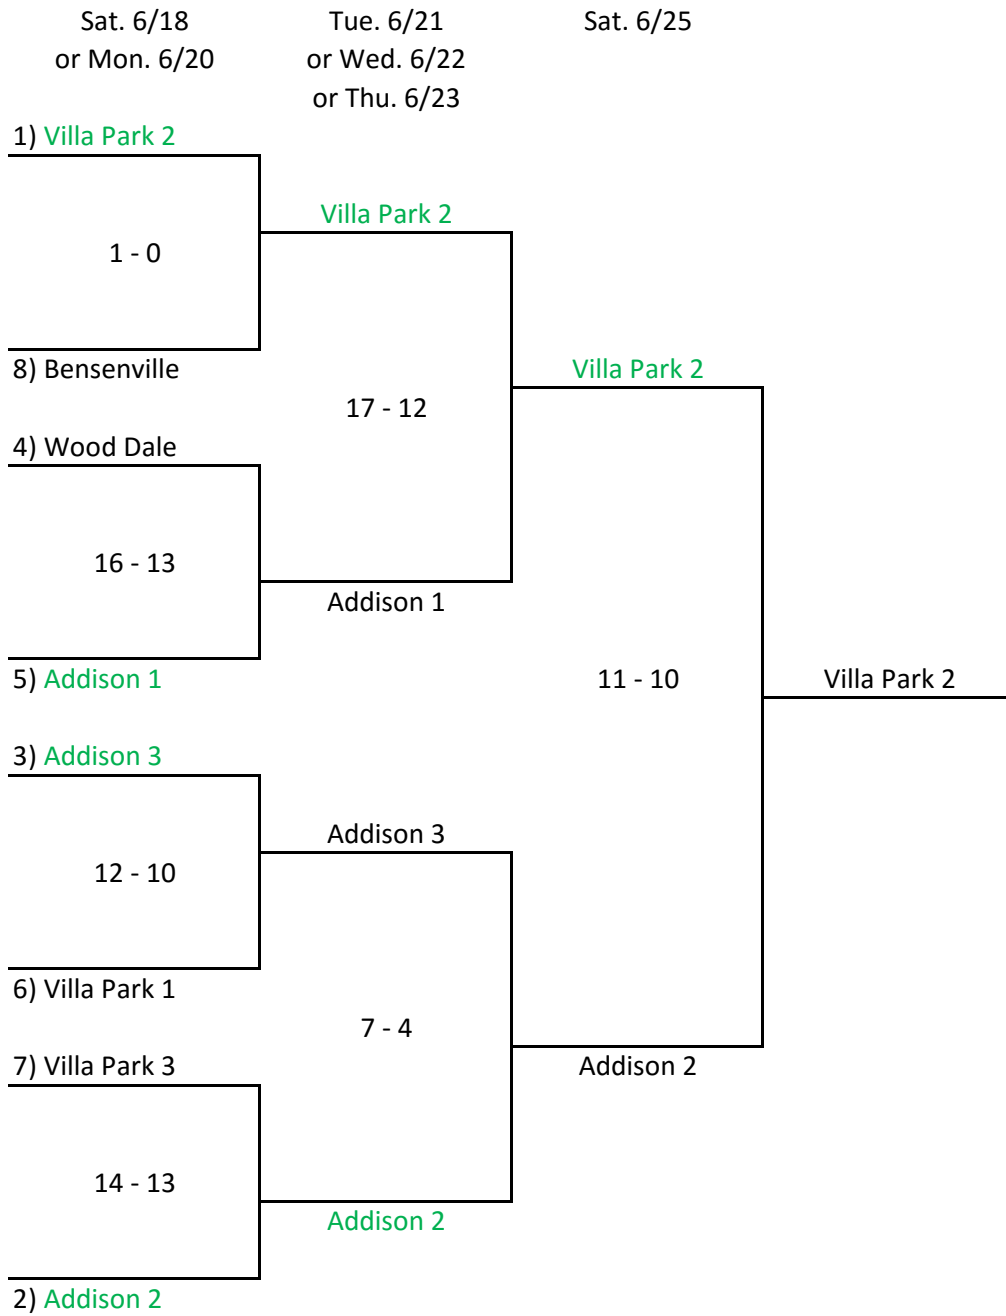 Sat. 6/18
or Mon. 6/20
Tue. 6/21
or Wed. 6/22
or Thu. 6/23
Sat. 6/25
1) Villa Park 2
1 - 0
8) Bensenville
4) Wood Dale
16 - 13
5) Addison 1
3) Addison 3
12 - 10
6) Villa Park 1
7) Villa Park 3
14 - 13
2) Addison 2
Villa Park 2
17 - 12
Addison 1
Addison 3
7 - 4
Addison 2
Villa Park 2
11 - 10
Addison 2
Villa Park 2